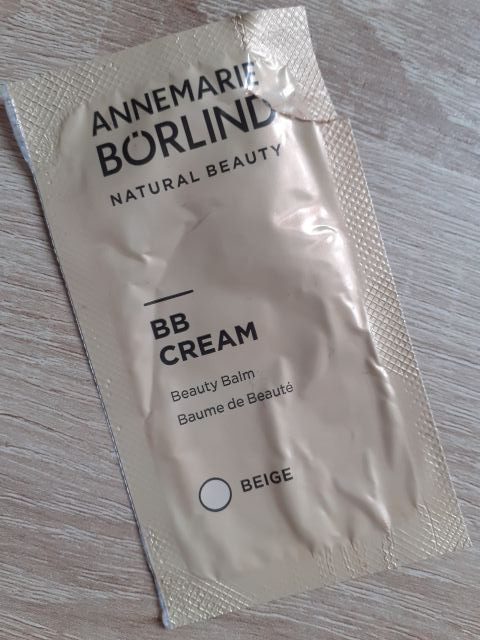 ANNEMARIE
BÖRLIND
NATURAL BEAUTY
BB
CREAM
Beauty Balm
Baume de Beauté
BEIGE